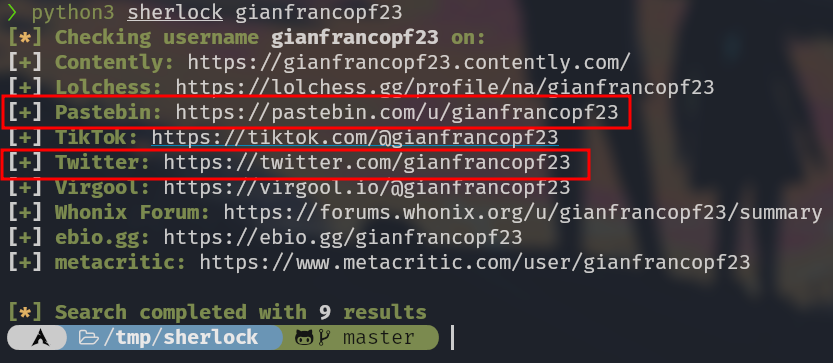 ❯ python3 sherlock gianfrancopf23
[*] Checking username gianfrancopf23 on:
[+] Contently: https://gianfrancopf23.contently.com/
[+] Lolchess: https://lolchess.gg/profile/na/gianfrancopf23
[+] Pastebin: https://pastebin.com/u/gianfrancopf23
[+] TikTok: https://tiktok.com/@gianfrancopf23
[+] Twitter: https://twitter.com/gianfrancopf23
[+] Virgool: https://virgool.io/@gianfrancopf23
[+] Whonix Forum: https://forums.whonix.org/u/gianfrancopf23/summary
[+] ebio.gg: https://ebio.gg/gianfrancopf23
[+] metacritic: https://www.metacritic.com/user/gianfrancopf23
[*] Search completed with 9 results
/tmp/sherlock master